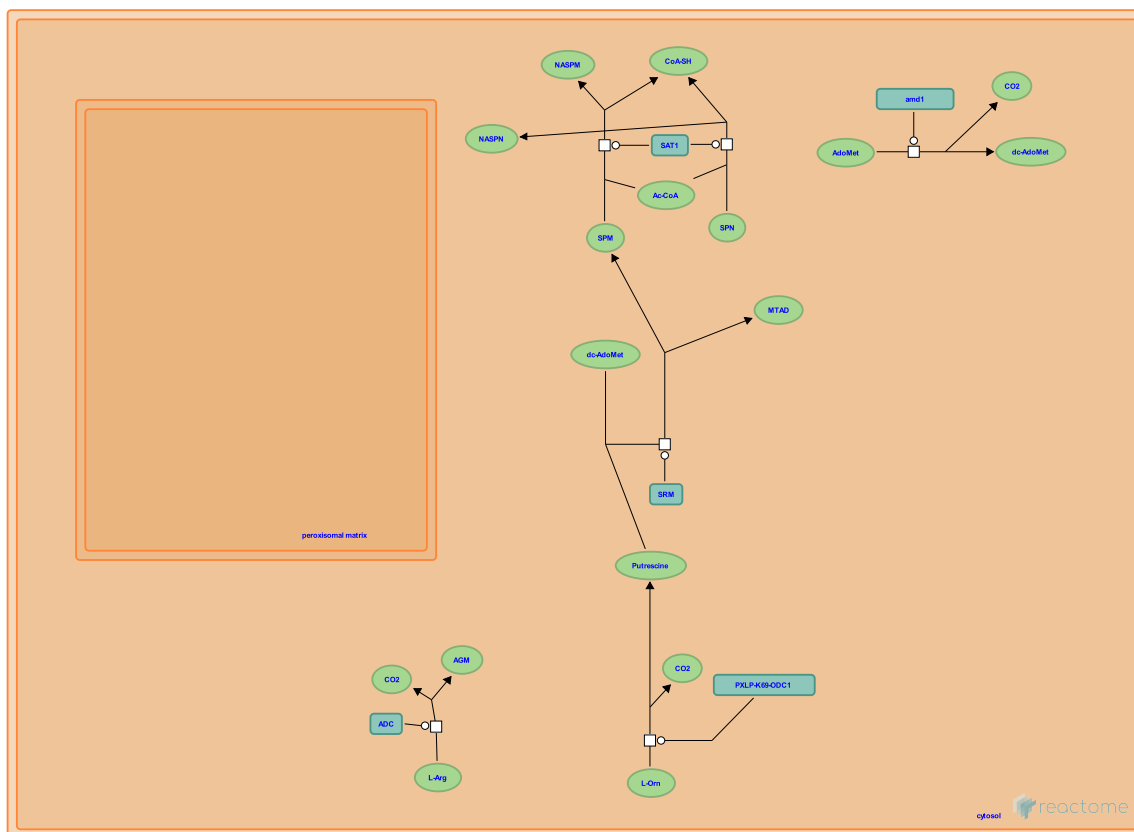 NASPM
CoA-SH
CO2
amd1
NASPN
SAT1
AdoMet
dc-AdoMet
Ac-CoA
SPM
SPN
MTAD
dc-AdoMet
SRM
peroxisomal matrix
Putrescine
AGM
CO2
CO2
PXLP-K69-ODC1
ADC
L-Arg
L-Orn
cytosol
reactome